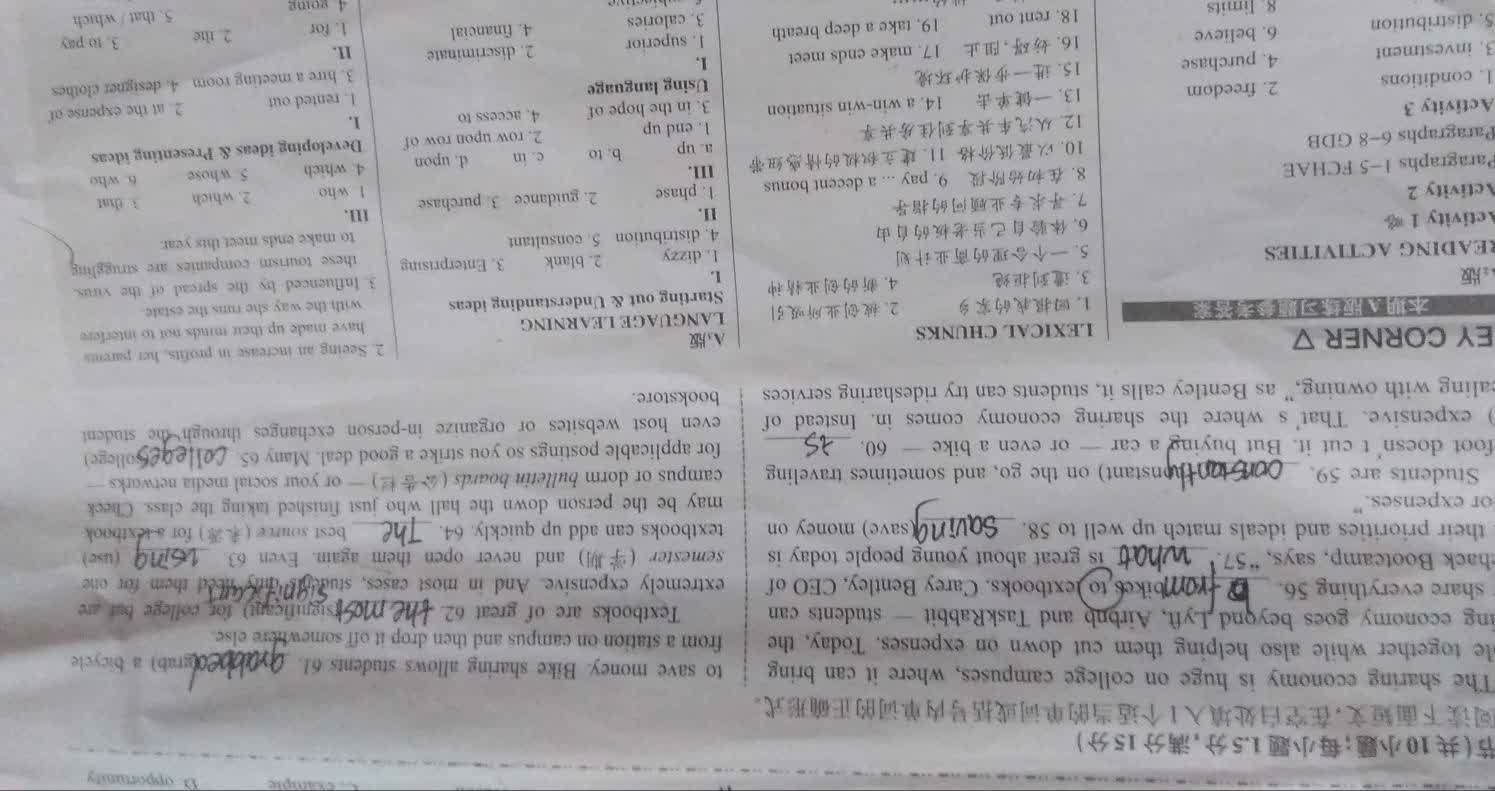 C. example D. opportunity
节(共10小题;每小题1.5分,满分15分)
阅读下面短文,在空白处填入1个适当的单词或括号内单词的正确形式。
The sharing economy is huge on college campuses, where it can bring
ple together while also helping them cut down on expenses. Today, the
ing economy goes beyond Lyft, Airbnb and TaskRabbit — students can
share everything 56. from bikes to textbooks. Carey Bentley, CEO of
hack Bootcamp, says, "57. what is great about young people today is
their priorities and ideals match up well to 58. saving (save) money on
or expenses."
Students are 59. constantly (constant) on the go, and sometimes traveling
foot doesn't cut it. But buying a car — or even a bike — 60. is
) expensive. That's where the sharing economy comes in. Instead of
ealing with owning," as Bentley calls it, students can try ridesharing services
to save money. Bike sharing allows students 61. grabbed (grab) a bicycle
from a station on campus and then drop it off somewhere else.
Textbooks are of great 62. the most significant (significant) for college but are
extremely expensive. And in most cases, students only need them for one
semester (学期) and never open them again. Even 63. using (use)
textbooks can add up quickly. 64. The best source (来源) for a textbook
may be the person down the hall who just finished taking the class. Check
campus or dorm bulletin boards (公告栏) — or your social media networks —
for applicable postings so you strike a good deal. Many 65. colleges (college)
even host websites or organize in-person exchanges through the student
bookstore.
EY CORNER ▽
本期A版练习题参考答案
A2版
READING ACTIVITIES
Activity 1 略
Activity 2
Paragraphs 1–5 FCHAE
Paragraphs 6–8 GDB
Activity 3
1. conditions 2. freedom
3. investment 4. purchase
5. distribution 6. believe
8. limits
LEXICAL CHUNKS
1. 回报我的家乡 2. 被创业所吸引
3. 遭到拒绝 4. 新的创业精神
5. 一个合理的商业计划
6. 体验自己当老板的自由
7. 寻求专业顾问的指导
8. 在初始阶段 9. pay ... a decent bonus
10. 以最低价格 11. 建立积极的情感纽带
12. 从汽车共享到住房共享
13. 一键单击 14. a win-win situation
15. 进一步保护环境
16. 妨碍,阻止 17. make ends meet
18. rent out 19. take a deep breath
A3版
LANGUAGE LEARNING
Starting out & Understanding ideas
I.
1. dizzy 2. blank 3. Enterprising
4. distribution 5. consultant
II.
1. phase 2. guidance 3. purchase
III.
a. up b. to c. in d. upon
1. end up 2. row upon row of
3. in the hope of 4. access to
Using language
I.
1. superior 2. discriminate
3. calories 4. financial
2. Seeing an increase in profits, her parents
have made up their minds not to interfere
with the way she runs the estate.
3. Influenced by the spread of the virus,
these tourism companies are struggling
to make ends meet this year.
III.
1. who 2. which 3. that
4. which 5. whose 6. who
Developing ideas & Presenting ideas
I.
1. rented out 2. at the expense of
3. hire a meeting room 4. designer clothes
II.
1. for 2. the 3. to pay
4. going 5. that / which